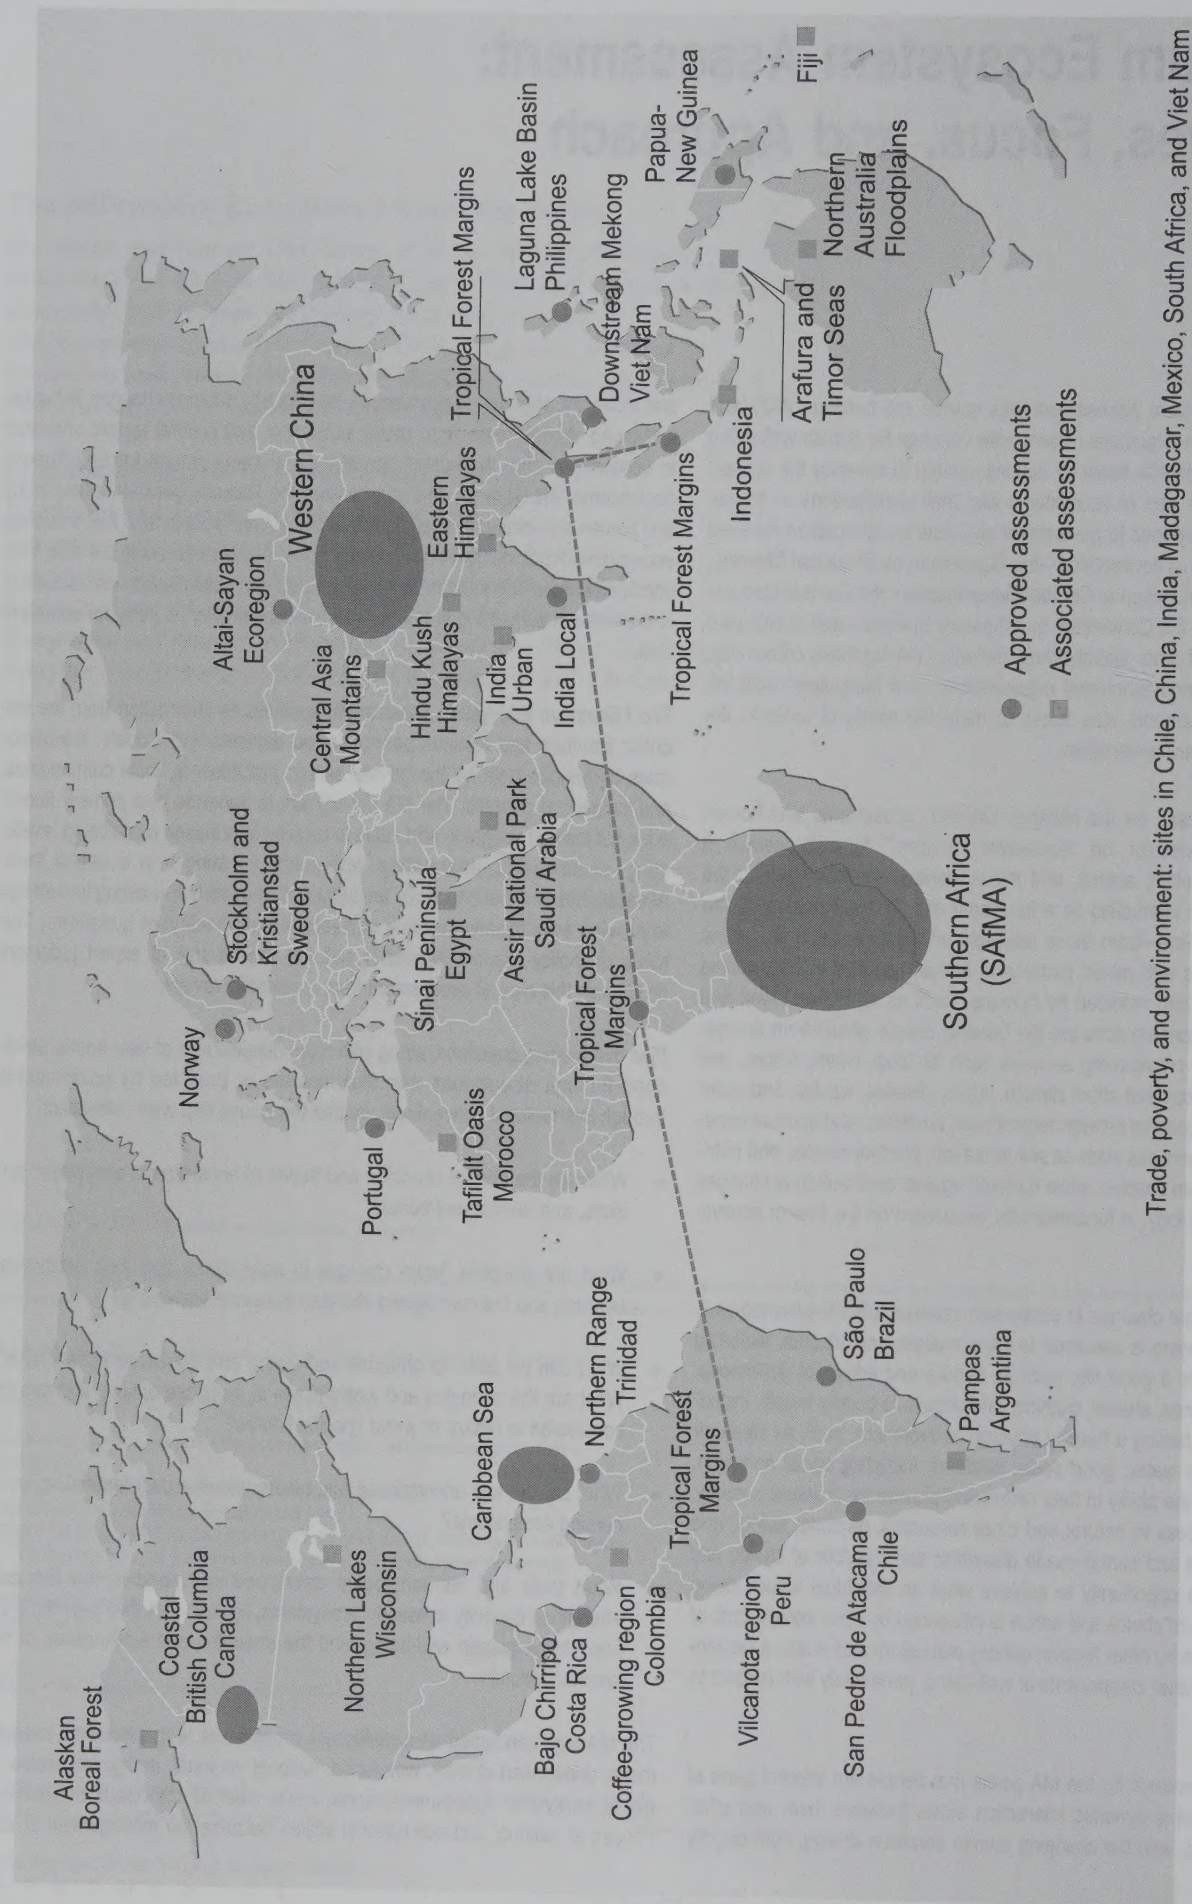 Alaskan
Boreal Forest
Coastal
British Columbia
Canada
Northern Lakes
Wisconsin
Caribbean Sea
Northern Range
Trinidad
Bajo Chirripo
Costa Rica
Coffee-growing region
Colombia
Tropical Forest
Margins
Vilcanota region
Peru
San Pedro de Atacama
Chile
São Paulo
Brazil
Pampas
Argentina
Norway
Stockholm and
Kristianstad
Sweden
Portugal
Tafilalt Oasis
Morocco
Sinai Peninsula
Egypt
Assir National Park
Saudi Arabia
Tropical Forest
Margins
Southern Africa
(SAfMA)
Altai-Sayan
Ecoregion
Central Asia
Mountains
Western China
Hindu Kush
Himalayas
Eastern
Himalayas
India
Urban
India Local
Tropical Forest Margins
Laguna Lake Basin
Philippines
Downstream Mekong
Viet Nam
Tropical Forest Margins
Indonesia
Papua-
New Guinea
Fiji
Arafura and
Timor Seas
Northern
Australia
Floodplains
Approved assessments
Associated assessments
Trade, poverty, and environment: sites in Chile, China, India, Madagascar, Mexico, South Africa, and Viet Nam